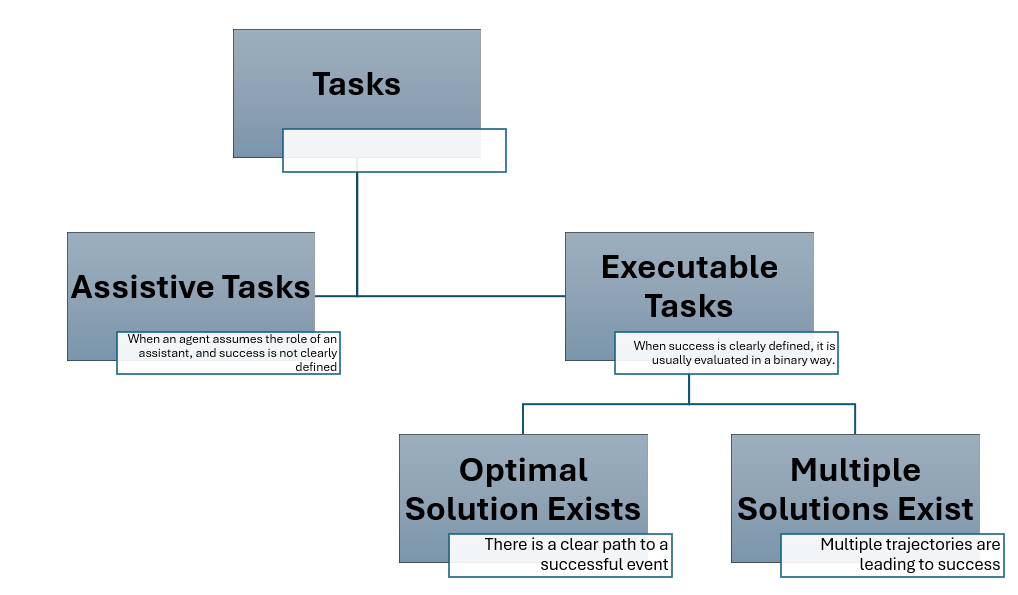 Tasks
Assistive Tasks
When an agent assumes the role of an
assistant, and success is not clearly
defined
Executable
Tasks
When success is clearly defined, it is
usually evaluated in a binary way.
Optimal
Solution Exists
There is a clear path to a
successful event
Multiple
Solutions Exist
Multiple trajectories are
leading to success